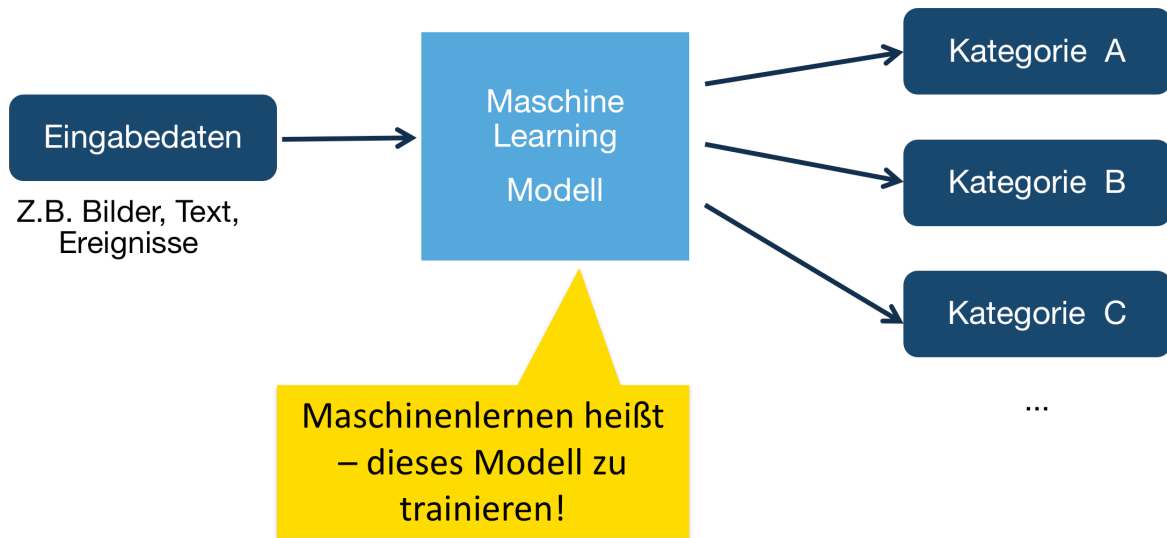 Eingabedaten
Z.B. Bilder, Text,
Ereignisse
Maschine
Learning
Modell
Kategorie A
Kategorie B
Kategorie C
...
Maschinenlernen heißt
– dieses Modell zu
trainieren!